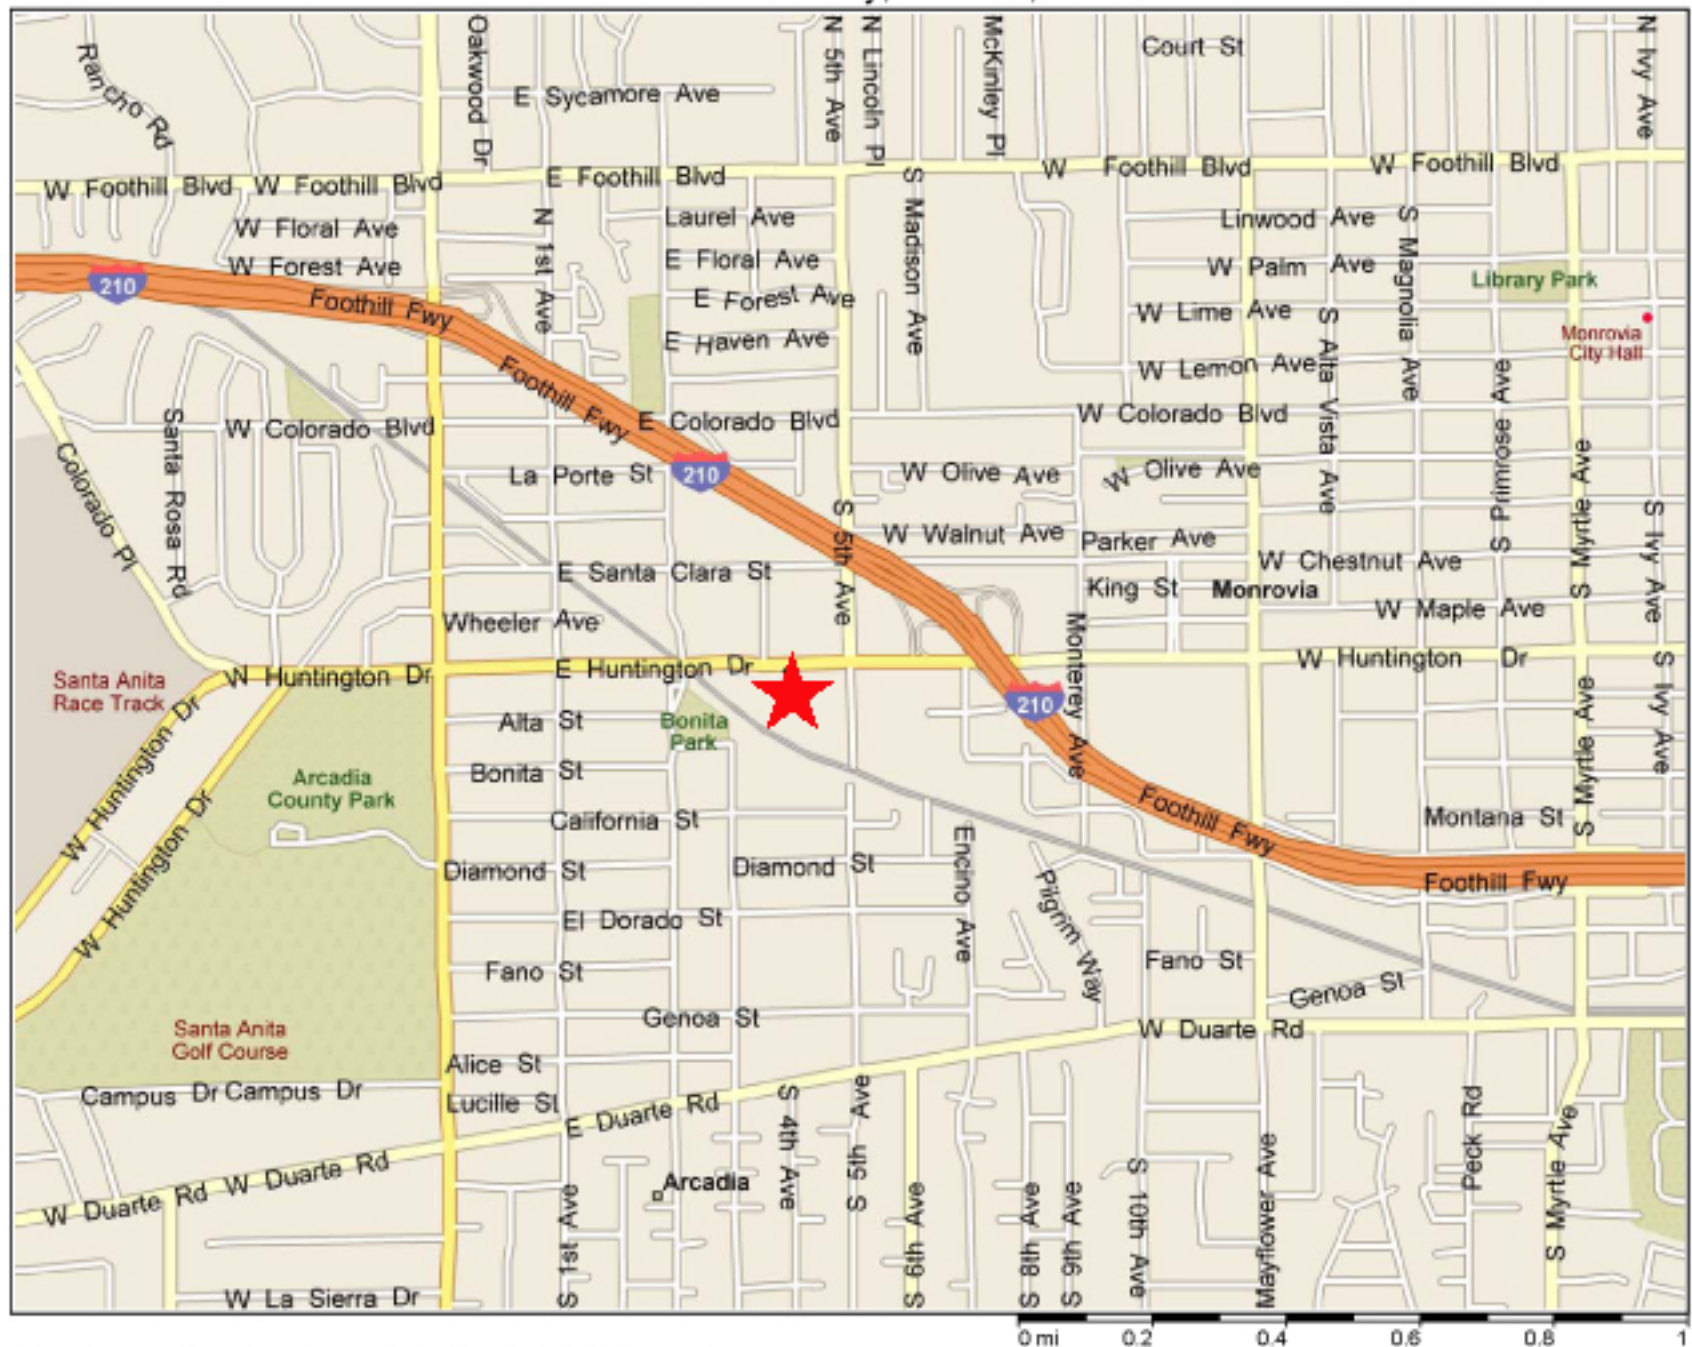 Rancho Rd
Oakwood Dr
E Sycamore Ave
N 5th Ave
N Lincoln Pl
McKinley Pl
Court St
N Ivy Ave
W Foothill Blvd
W Foothill Blvd
E Foothill Blvd
W Foothill Blvd
W Foothill Blvd
W Floral Ave
N 1st Ave
Laurel Ave
S Madison Ave
Linwood Ave
S Magnolia Ave
W Forest Ave
E Floral Ave
W Palm Ave
Library Park
210
Foothill Fwy
E Forest Ave
W Lime Ave
S Alta Vista Ave
Monrovia
City Hall
E Haven Ave
Foothill Fwy
W Lemon Ave
S Primrose Ave
Santa Rosa Rd
W Colorado Blvd
E Colorado Blvd
W Colorado Blvd
Colorado Pl
La Porte St
210
W Olive Ave
W Olive Ave
S Myrtle Ave
S 5th Ave
W Walnut Ave
Parker Ave
S Ivy Ave
W Chestnut Ave
E Santa Clara St
King St
Monrovia
W Maple Ave
Wheeler Ave
Monterey Ave
W Huntington Dr
E Huntington Dr
W Huntington Dr
S Ivy Ave
Santa Anita
Race Track
W Huntington Dr
Alta St
Bonita
Park
210
S Myrtle Ave
Bonita St
Arcadia
County Park
W Huntington Dr
California St
Foothill Fwy
Montana St
Encino Ave
Diamond St
Diamond St
Pilgrim Way
Foothill Fwy
El Dorado St
Fano St
Fano St
Genoa St
Santa Anita
Golf Course
Genoa St
W Duarte Rd
Alice St
Campus Dr
Campus Dr
Lucille St
E Duarte Rd
S 4th Ave
S 5th Ave
Peck Rd
S Myrtle Ave
W Duarte Rd
W Duarte Rd
Arcadia
S 1st Ave
S 6th Ave
S 8th Ave
S 9th Ave
S 10th Ave
Mayflower Ave
W La Sierra Dr
0 mi 0.2 0.4 0.6 0.8 1